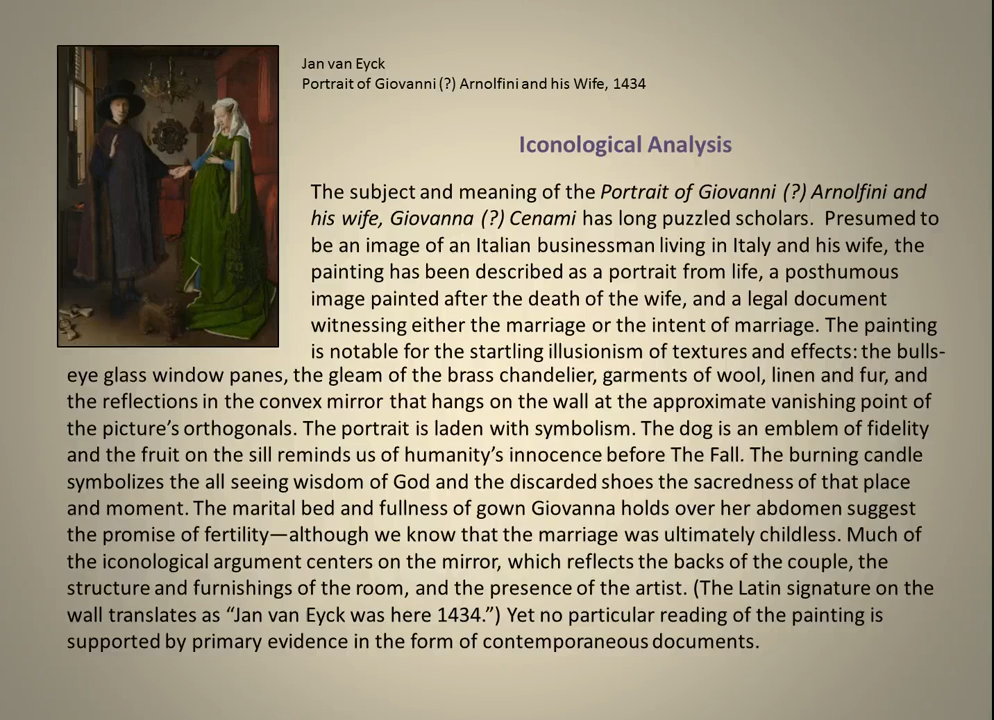 Jan van Eyck
Portrait of Giovanni (?) Arnolfini and his Wife, 1434
Iconological Analysis
The subject and meaning of the Portrait of Giovanni (?) Arnolfini and
his wife, Giovanna (?) Cenami has long puzzled scholars. Presumed to
be an image of an Italian businessman living in Italy and his wife, the
painting has been described as a portrait from life, a posthumous
image painted after the death of the wife, and a legal document
witnessing either the marriage or the intent of marriage. The painting
is notable for the startling illusionism of textures and effects: the bulls-
eye glass window panes, the gleam of the brass chandelier, garments of wool, linen and fur, and
the reflections in the convex mirror that hangs on the wall at the approximate vanishing point of
the picture’s orthogonals. The portrait is laden with symbolism. The dog is an emblem of fidelity
and the fruit on the sill reminds us of humanity’s innocence before The Fall. The burning candle
symbolizes the all seeing wisdom of God and the discarded shoes the sacredness of that place
and moment. The marital bed and fullness of gown Giovanna holds over her abdomen suggest
the promise of fertility—although we know that the marriage was ultimately childless. Much of
the iconological argument centers on the mirror, which reflects the backs of the couple, the
structure and furnishings of the room, and the presence of the artist. (The Latin signature on the
wall translates as “Jan van Eyck was here 1434.”) Yet no particular reading of the painting is
supported by primary evidence in the form of contemporaneous documents.